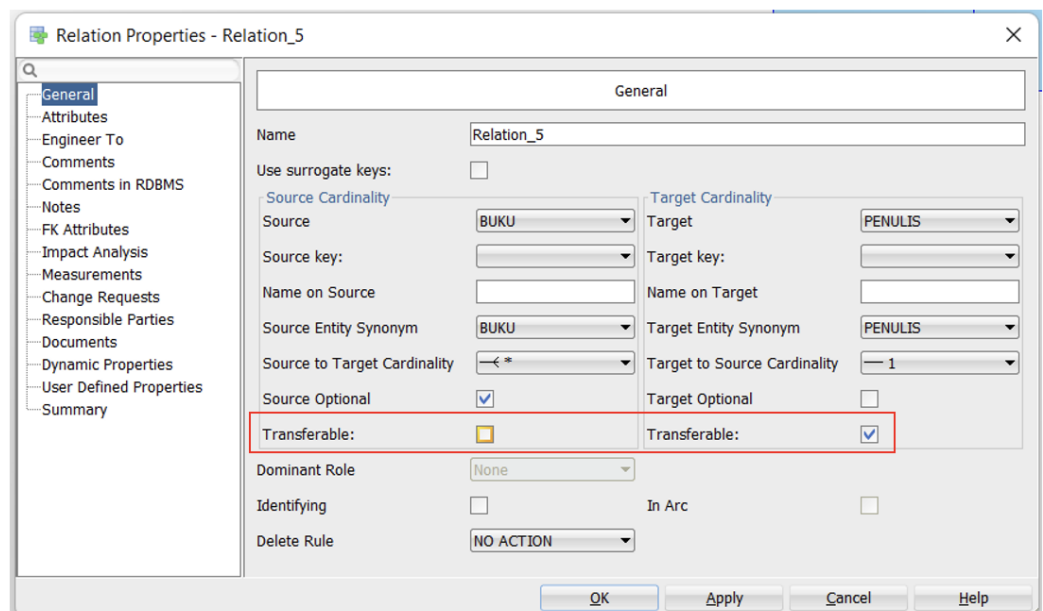 Relation Properties - Relation_5
General
Attributes
Engineer To
Comments
Comments in RDBMS
Notes
FK Attributes
Impact Analysis
Measurements
Change Requests
Responsible Parties
Documents
Dynamic Properties
User Defined Properties
Summary
General
Name Relation_5
Use surrogate keys:
Source Cardinality Target Cardinality
Source BUKU Target PENULIS
Source key: Target key:
Name on Source Name on Target
Source Entity Synonym BUKU Target Entity Synonym PENULIS
Source to Target Cardinality * Target to Source Cardinality 1
Source Optional Target Optional
Transferable: Transferable:
Dominant Role None
Identifying In Arc
Delete Rule NO ACTION
OK Apply Cancel Help